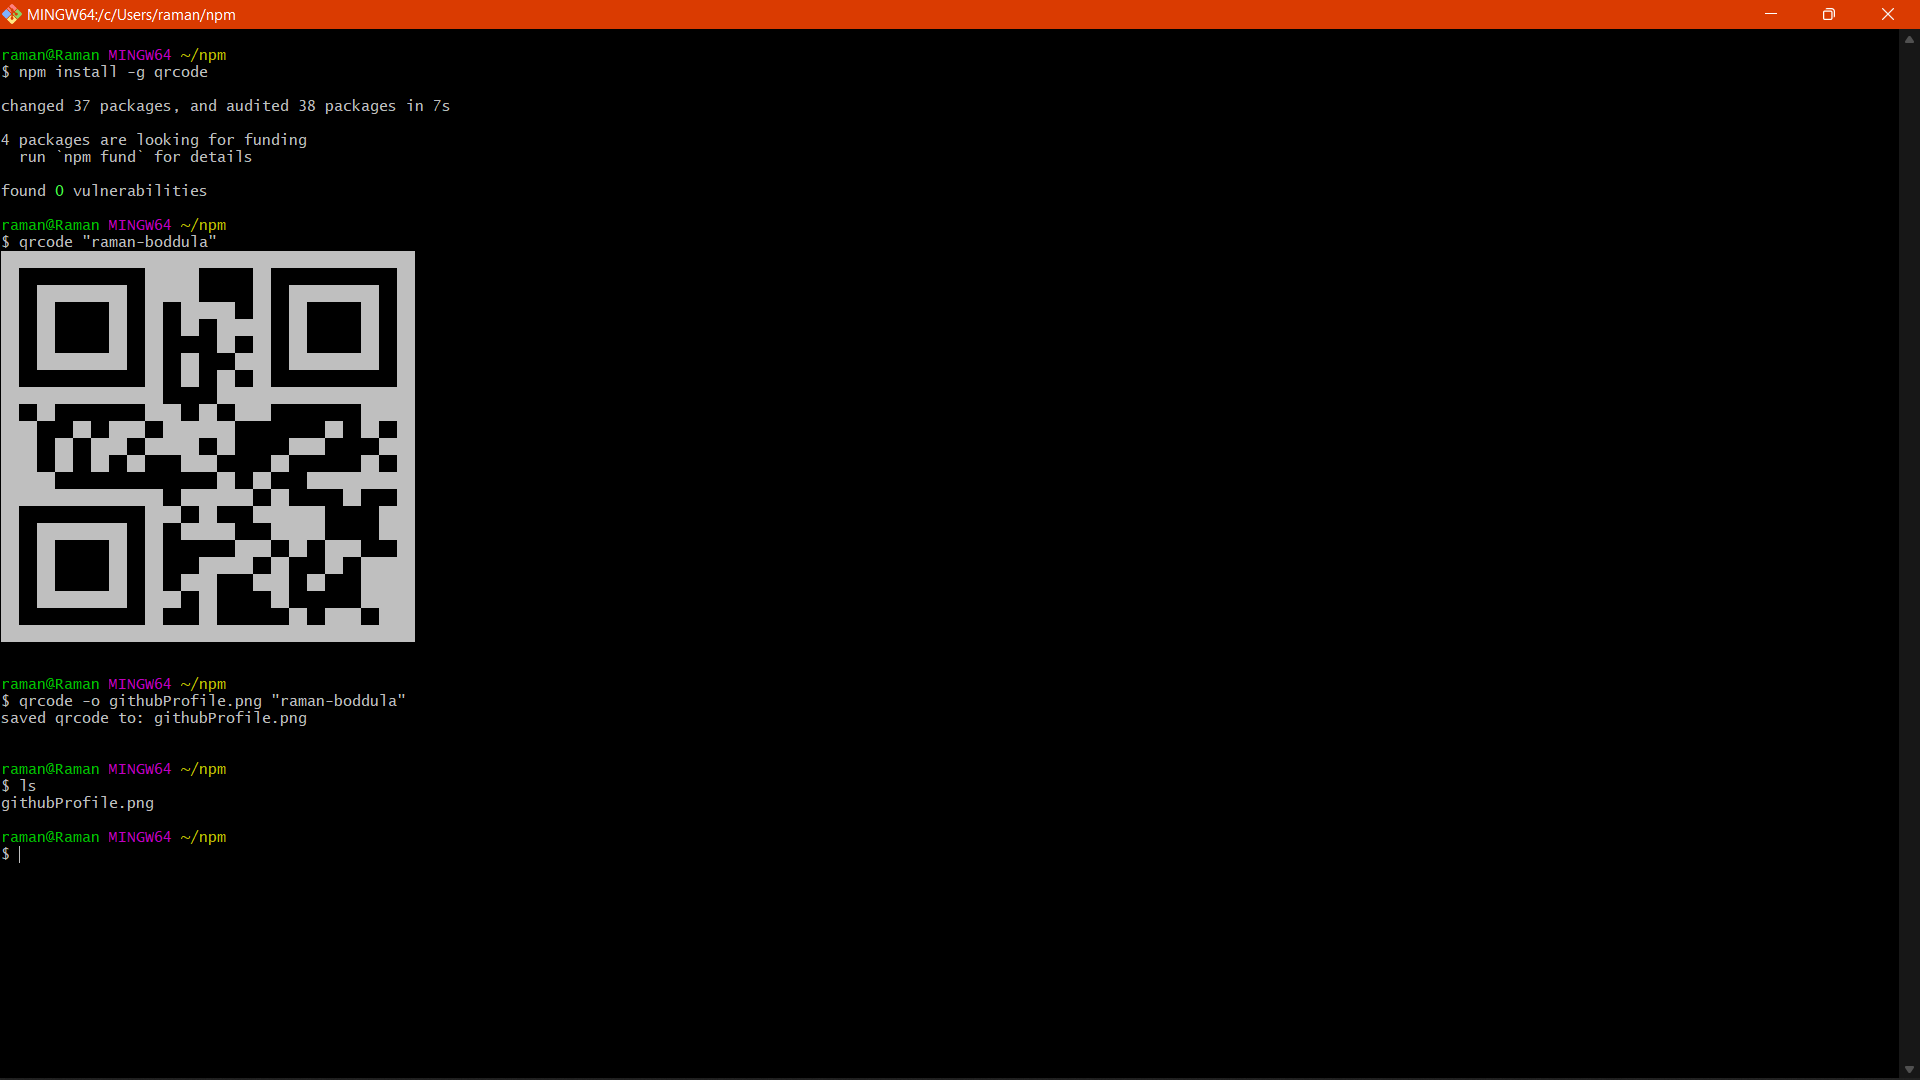 MINGW64:/c/Users/raman/npm
raman@Raman MINGW64 ~/npm
$ npm install -g qrcode
changed 37 packages, and audited 38 packages in 7s
4 packages are looking for funding
  run `npm fund` for details
found 0 vulnerabilities
raman@Raman MINGW64 ~/npm
$ qrcode "raman-boddula"
raman@Raman MINGW64 ~/npm
$ qrcode -o githubProfile.png "raman-boddula"
saved qrcode to: githubProfile.png
raman@Raman MINGW64 ~/npm
$ ls
githubProfile.png
raman@Raman MINGW64 ~/npm
$